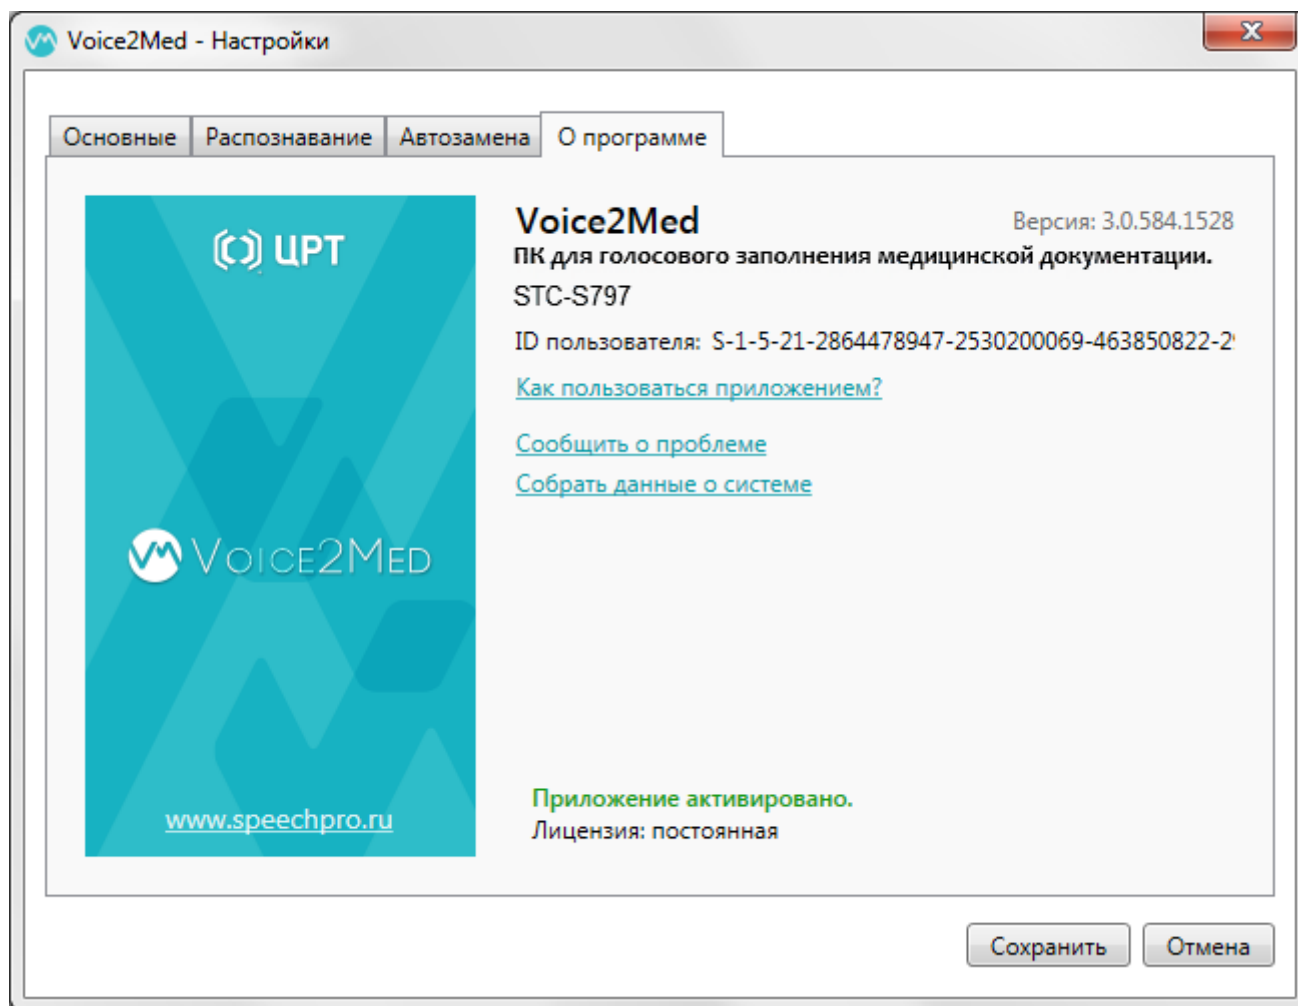 Voice2Med - Настройки
Основные Распознавание Автозамена О программе
ЦРТ
VOICE2MED
www.speechpro.ru
Voice2Med Версия: 3.0.584.1528
ПК для голосового заполнения медицинской документации.
STC-S797
ID пользователя: S-1-5-21-2864478947-2530200069-463850822-2
Как пользоваться приложением?
Сообщить о проблеме
Собрать данные о системе
Приложение активировано.
Лицензия: постоянная
Сохранить Отмена